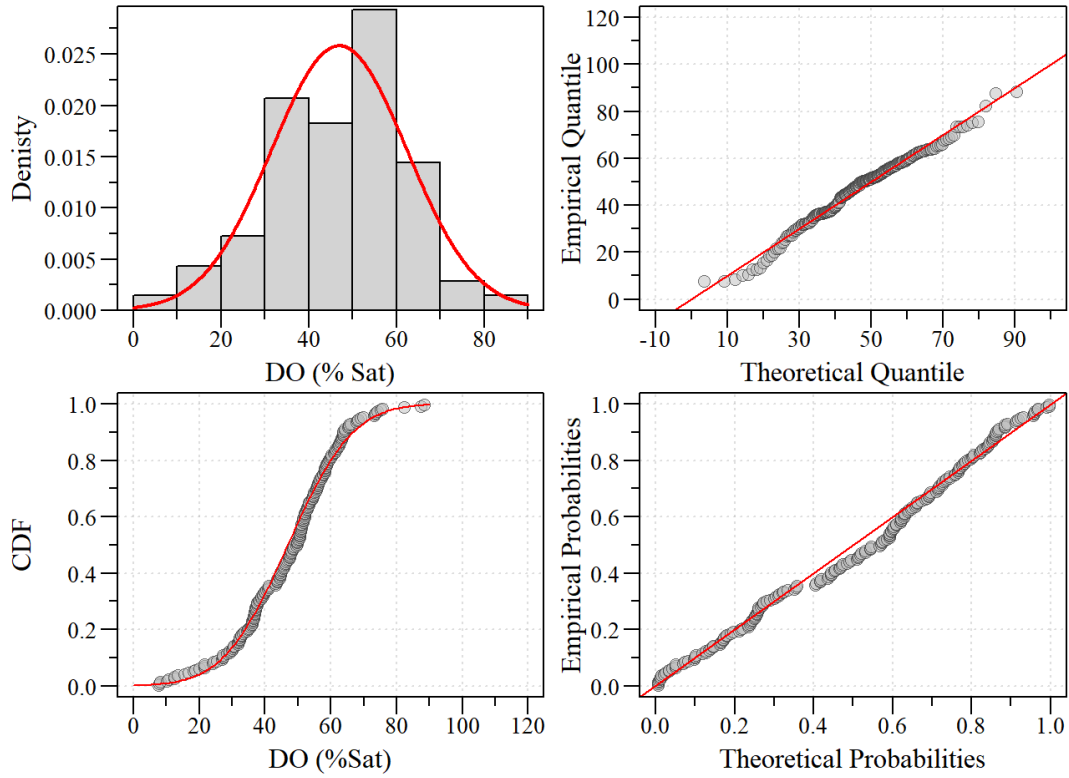 Denisty
0.025
0.020
0.015
0.010
0.005
0.000
0 20 40 60 80
DO (% Sat)
Empirical Quantile
120
100
80
60
40
20
0
-10 10 30 50 70 90
Theoretical Quantile
CDF
1.0
0.8
0.6
0.4
0.2
0.0
0 20 40 60 80 100 120
DO (%Sat)
Empirical Probabilities
1.0
0.8
0.6
0.4
0.2
0.0
0.0 0.2 0.4 0.6 0.8 1.0
Theoretical Probabilities